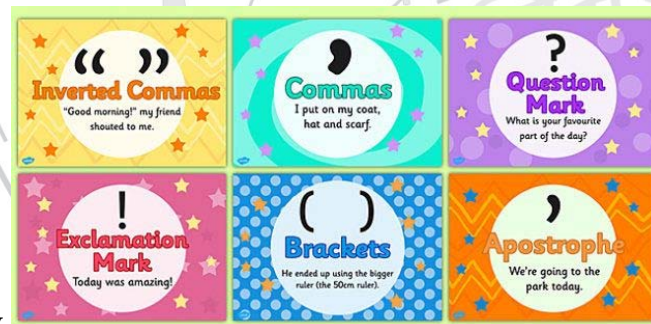 “ ”
Inverted Commas
“Good morning!” my friend
shouted to me.
,
Commas
I put on my coat,
hat and scarf.
?
Question
Mark
What is your favourite
part of the day?
!
Exclamation
Mark
Today was amazing!
( )
Brackets
He ended up using the bigger
ruler (the 50cm ruler).
’
Apostrophe
We're going to the
park today.